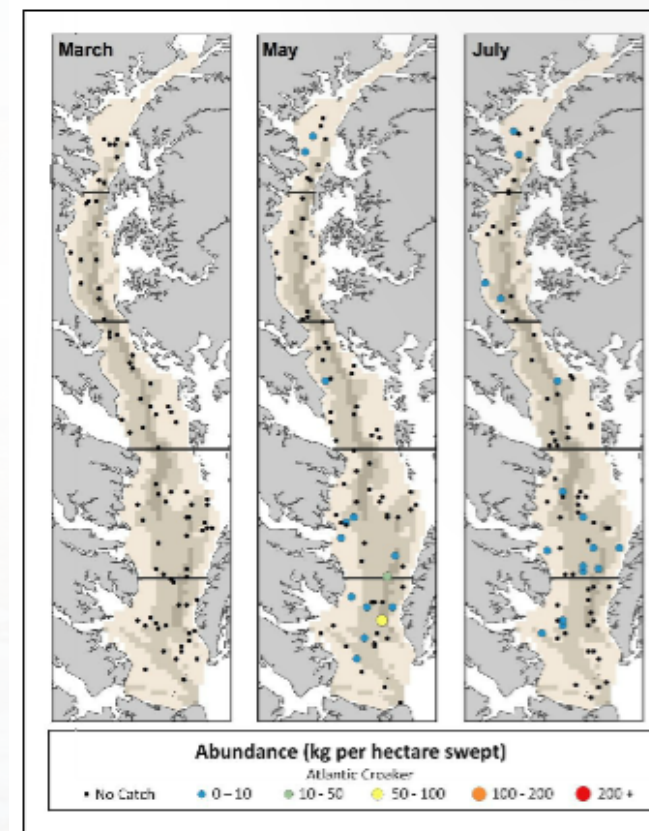 March
May
July
Abundance (kg per hectare swept)
Atlantic Croaker
No Catch 0 – 10 10 - 50 50 - 100 100 - 200 200 +